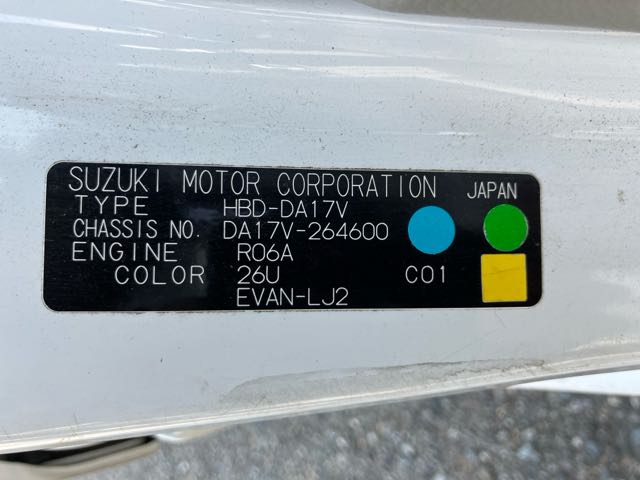 SUZUKI MOTOR CORPORATION JAPAN
TYPE HBD-DA17V
CHASSIS NO. DA17V-264600
ENGINE R06A
COLOR 26U C01
EVAN-LJ2